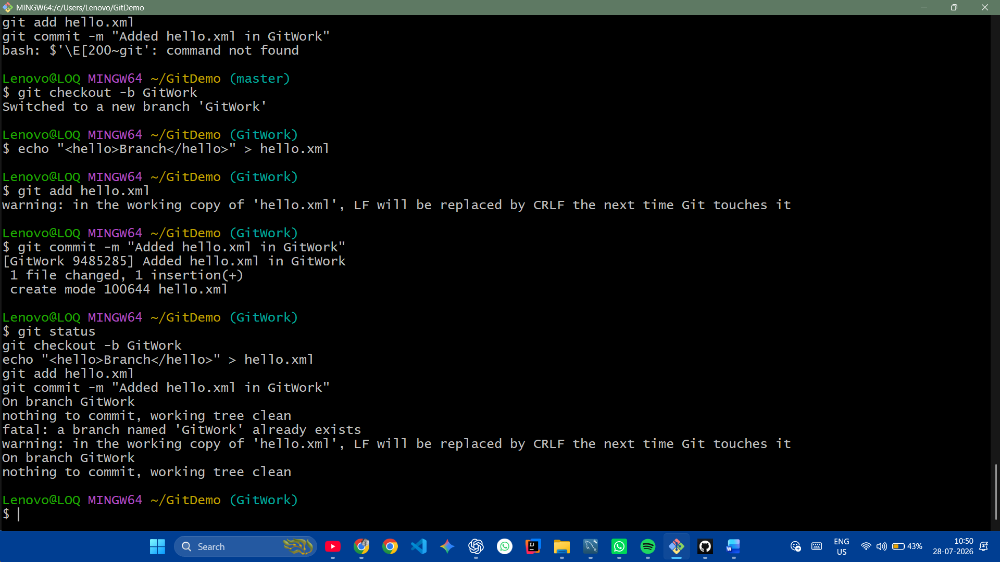 MINGW64:/c/Users/Lenovo/GitDemo
git add hello.xml
git commit -m "Added hello.xml in GitWork"
bash: $'\E[200~git': command not found
Lenovo@LOQ MINGW64 ~/GitDemo (master)
$ git checkout -b GitWork
Switched to a new branch 'GitWork'
Lenovo@LOQ MINGW64 ~/GitDemo (GitWork)
$ echo "<hello>Branch</hello>" > hello.xml
Lenovo@LOQ MINGW64 ~/GitDemo (GitWork)
$ git add hello.xml
warning: in the working copy of 'hello.xml', LF will be replaced by CRLF the next time Git touches it
Lenovo@LOQ MINGW64 ~/GitDemo (GitWork)
$ git commit -m "Added hello.xml in GitWork"
[GitWork 9485285] Added hello.xml in GitWork
 1 file changed, 1 insertion(+)
 create mode 100644 hello.xml
Lenovo@LOQ MINGW64 ~/GitDemo (GitWork)
$ git status
git checkout -b GitWork
echo "<hello>Branch</hello>" > hello.xml
git add hello.xml
git commit -m "Added hello.xml in GitWork"
On branch GitWork
nothing to commit, working tree clean
fatal: a branch named 'GitWork' already exists
warning: in the working copy of 'hello.xml', LF will be replaced by CRLF the next time Git touches it
On branch GitWork
nothing to commit, working tree clean
Lenovo@LOQ MINGW64 ~/GitDemo (GitWork)
$
Search
ENG
US
43%
10:50
28-07-2026